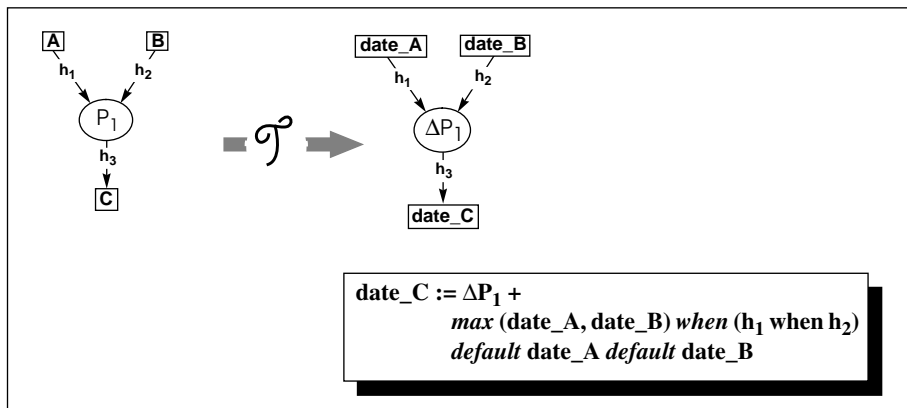 A B
h₁ h₂
P₁
h₃
C
𝒯
date_A date_B
h₁ h₂
ΔP₁
h₃
date_C
date_C := ΔP₁ +
max (date_A, date_B) when (h₁ when h₂)
default date_A default date_B